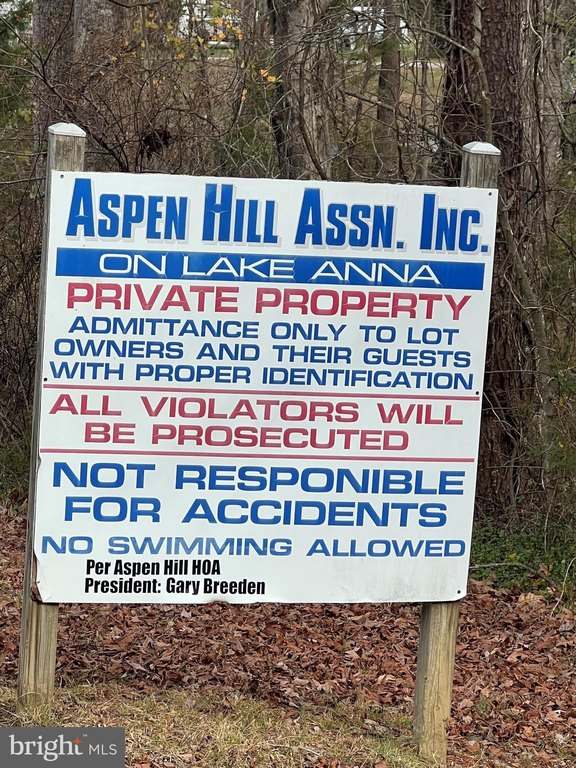 ASPEN HILL ASSN. INC.
ON LAKE ANNA
PRIVATE PROPERTY
ADMITTANCE ONLY TO LOT
OWNERS AND THEIR GUESTS
WITH PROPER IDENTIFICATION
ALL VIOLATORS WILL
BE PROSECUTED
NOT RESPONIBLE
FOR ACCIDENTS
NO SWIMMING ALLOWED
Per Aspen Hill HOA
President: Gary Breeden
bright MLS